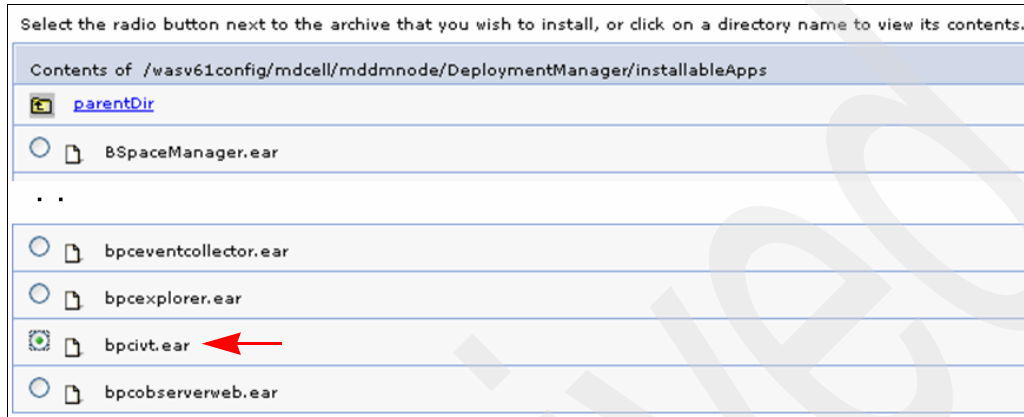 Select the radio button next to the archive that you wish to install, or click on a directory name to view its contents.
Contents of /wasv61config/mdcell/mddmnode/DeploymentManager/installableApps
parentDir
BSpaceManager.ear
. .
bpceventcollector.ear
bpcexplorer.ear
bpcivt.ear
bpcobserverweb.ear